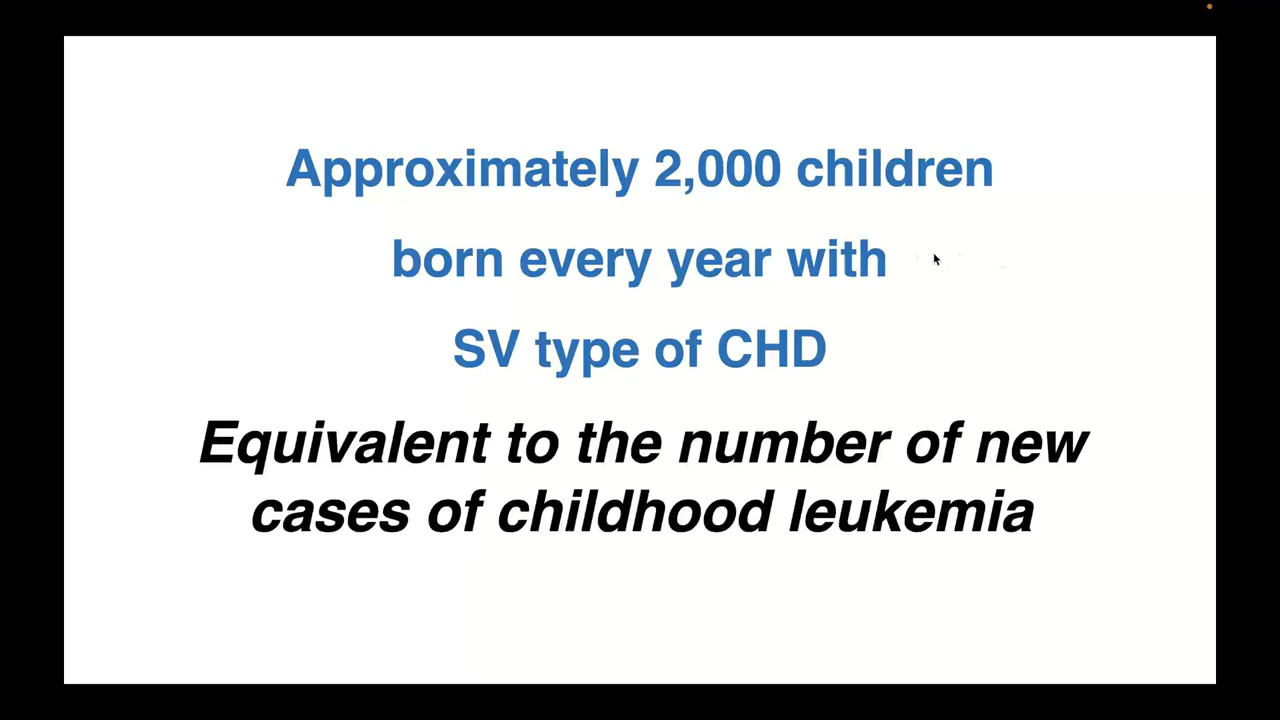 Approximately 2,000 children
born every year with
SV type of CHD
Equivalent to the number of new
cases of childhood leukemia